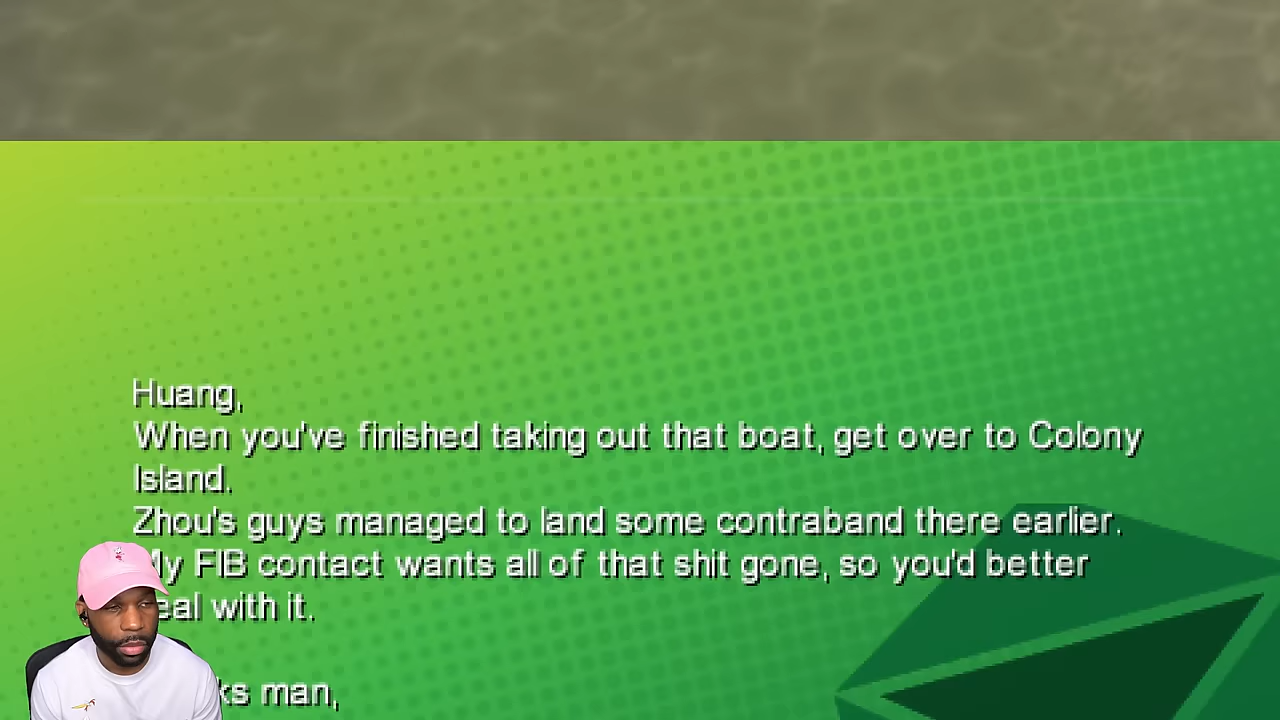 Huang,
When you've finished taking out that boat, get over to Colony
Island.
Zhou's guys managed to land some contraband there earlier.
My FIB contact wants all of that shit gone, so you'd better
eal with it.
ks man,